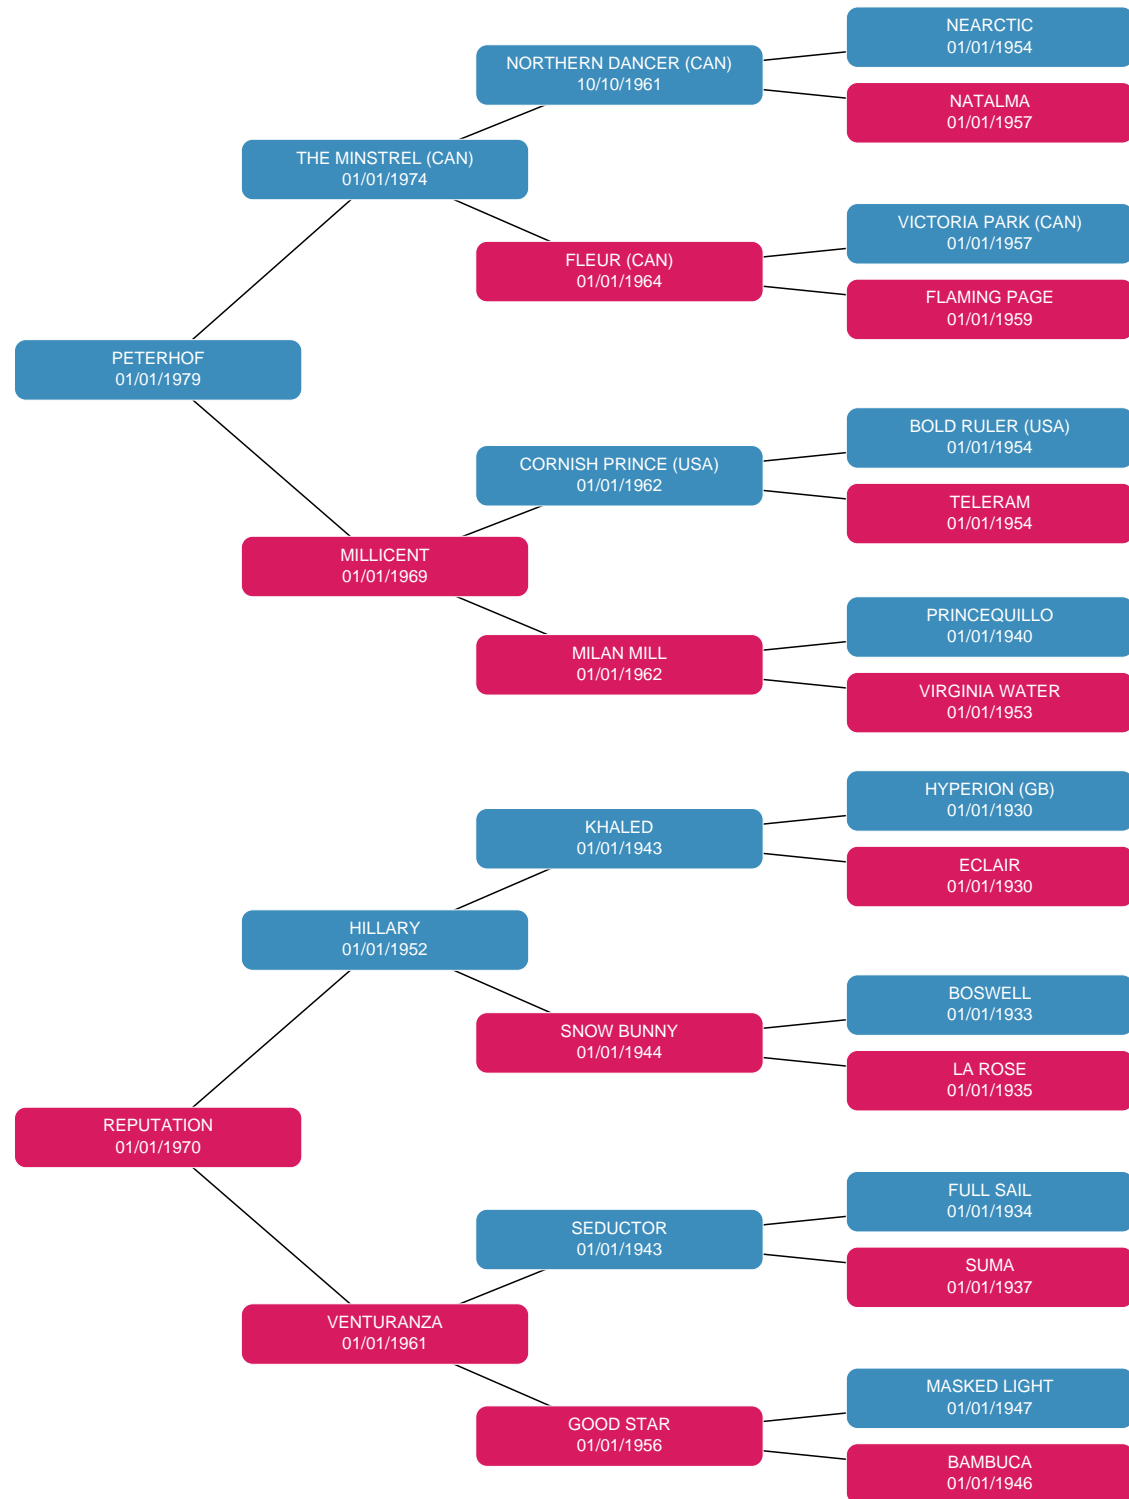 NEARCTIC
01/01/1954
NORTHERN DANCER (CAN)
10/10/1961
NATALMA
01/01/1957
THE MINSTREL (CAN)
01/01/1974
VICTORIA PARK (CAN)
01/01/1957
FLEUR (CAN)
01/01/1964
FLAMING PAGE
01/01/1959
PETERHOF
01/01/1979
BOLD RULER (USA)
01/01/1954
CORNISH PRINCE (USA)
01/01/1962
TELERAM
01/01/1954
MILLICENT
01/01/1969
PRINCEQUILLO
01/01/1940
MILAN MILL
01/01/1962
VIRGINIA WATER
01/01/1953
HYPERION (GB)
01/01/1930
KHALED
01/01/1943
ECLAIR
01/01/1930
HILLARY
01/01/1952
BOSWELL
01/01/1933
SNOW BUNNY
01/01/1944
LA ROSE
01/01/1935
REPUTATION
01/01/1970
FULL SAIL
01/01/1934
SEDUCTOR
01/01/1943
SUMA
01/01/1937
VENTURANZA
01/01/1961
MASKED LIGHT
01/01/1947
GOOD STAR
01/01/1956
BAMBUCA
01/01/1946